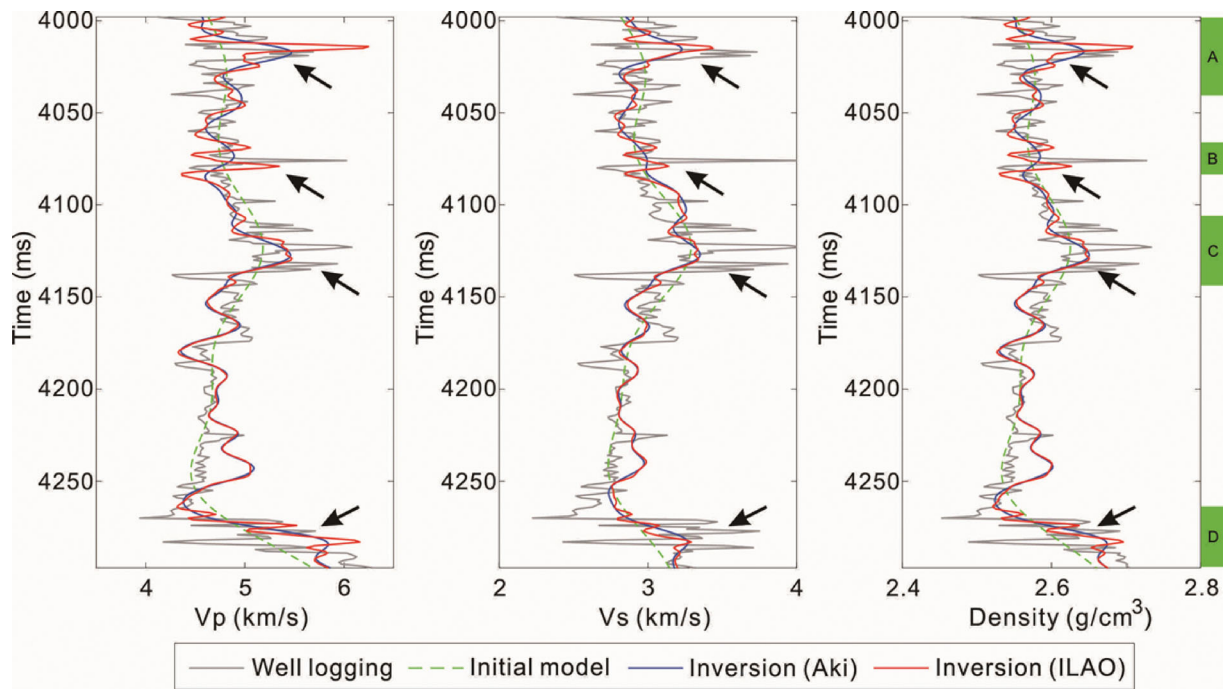 4000
4050
4100
4150
4200
4250
Time (ms)
4 5 6
Vp (km/s)
4000
4050
4100
4150
4200
4250
Time (ms)
2 3 4
Vs (km/s)
4000
4050
4100
4150
4200
4250
Time (ms)
2.4 2.6 2.8
Density (g/cm³)
A
B
C
D
Well logging Initial model Inversion (Aki) Inversion (ILAO)